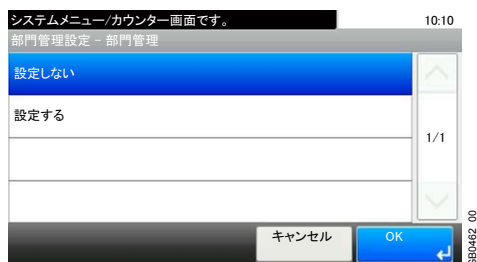 システムメニュー/カウンター画面です。 10:10
部門管理設定 - 部門管理
設定しない
設定する
1/1
キャンセル OK
GB0462_00